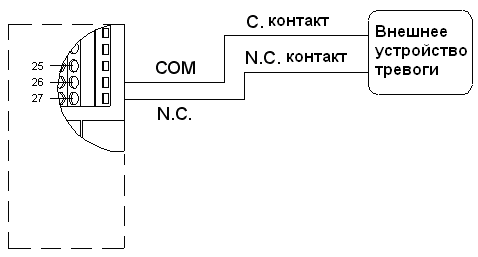 C. контакт
Внешнее
устройство
тревоги
N.C. контакт
25
COM
26
27
N.C.